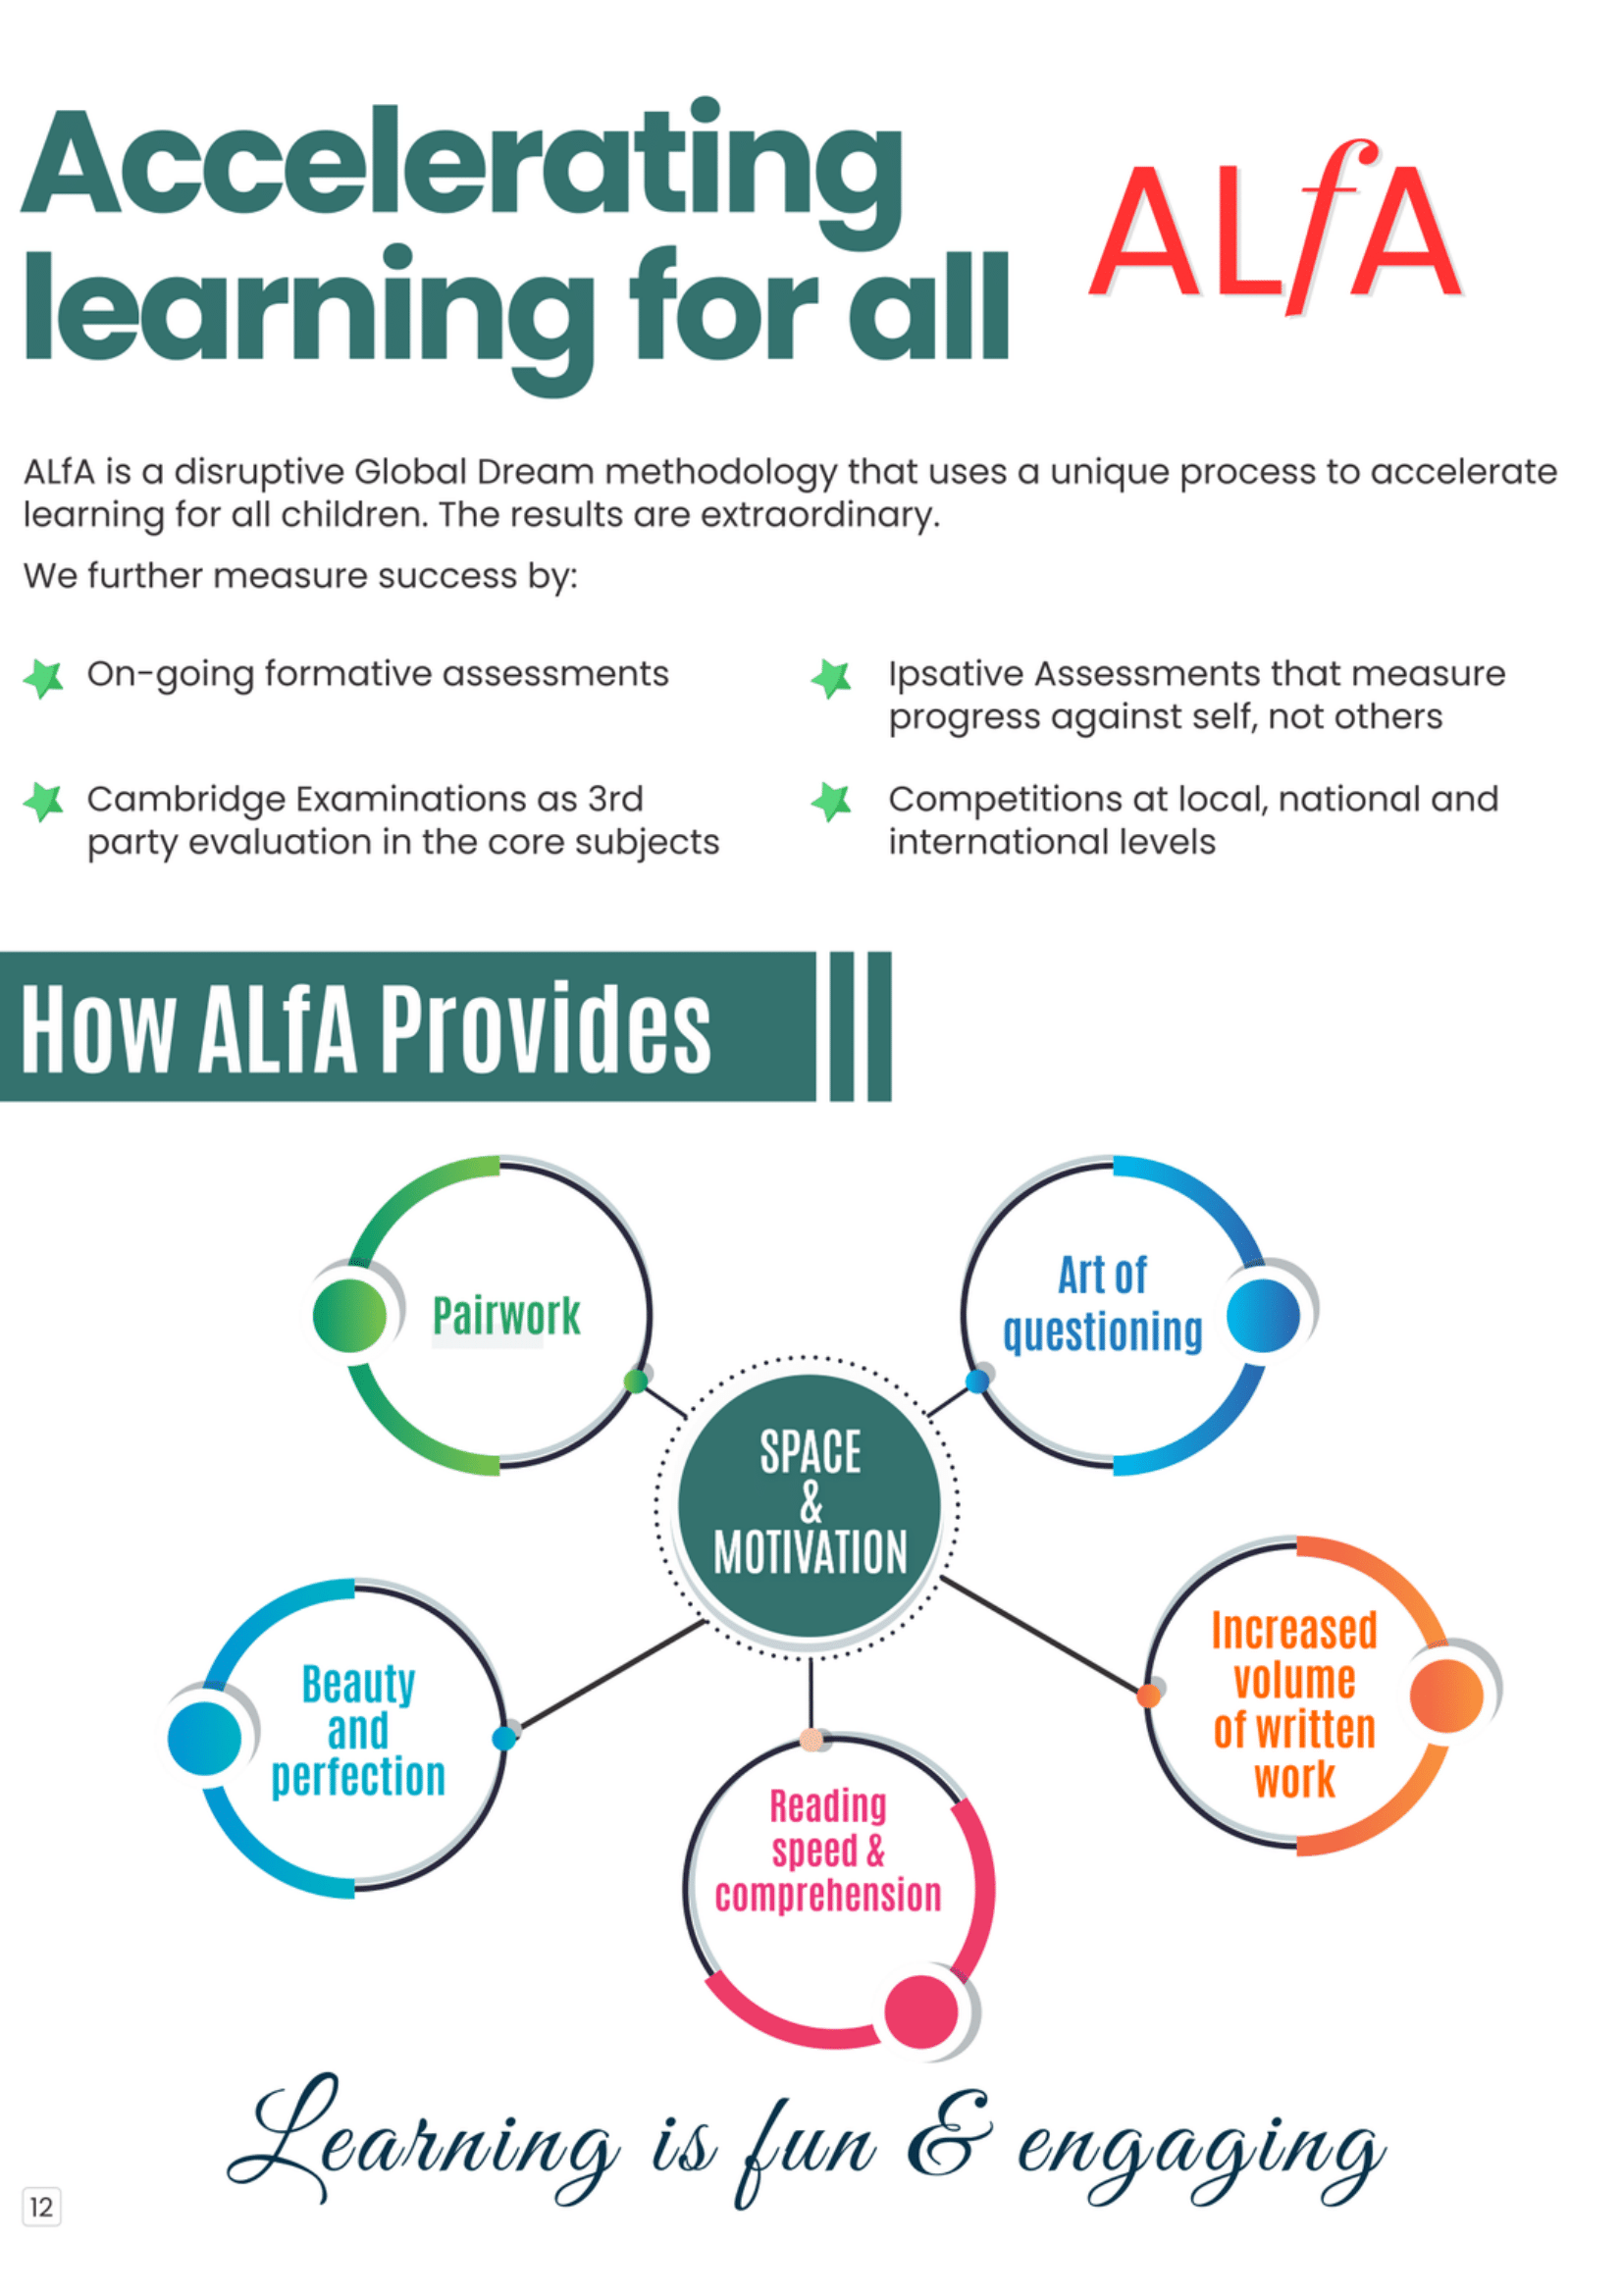 Accelerating
learning for all
ALfA
ALfA is a disruptive Global Dream methodology that uses a unique process to accelerate
learning for all children. The results are extraordinary.
We further measure success by:
On-going formative assessments
Ipsative Assessments that measure
progress against self, not others
Cambridge Examinations as 3rd
party evaluation in the core subjects
Competitions at local, national and
international levels
How ALfA Provides
Pairwork
Art of
questioning
SPACE
&
MOTIVATION
Beauty
and
perfection
Increased
volume
of written
work
Reading
speed &
comprehension
Learning is fun & engaging
12